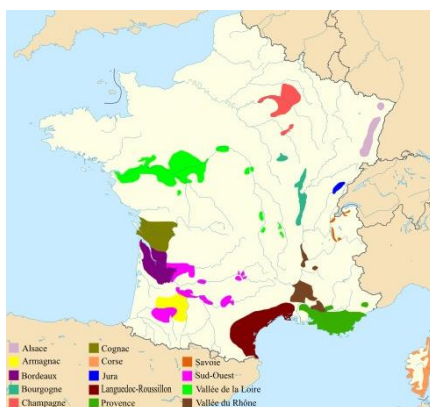 Alsace
Armagnac
Bordeaux
Bourgogne
Champagne
Cognac
Corse
Jura
Languedoc-Roussillon
Provence
Savoie
Sud-Ouest
Vallée de la Loire
Vallée du Rhône